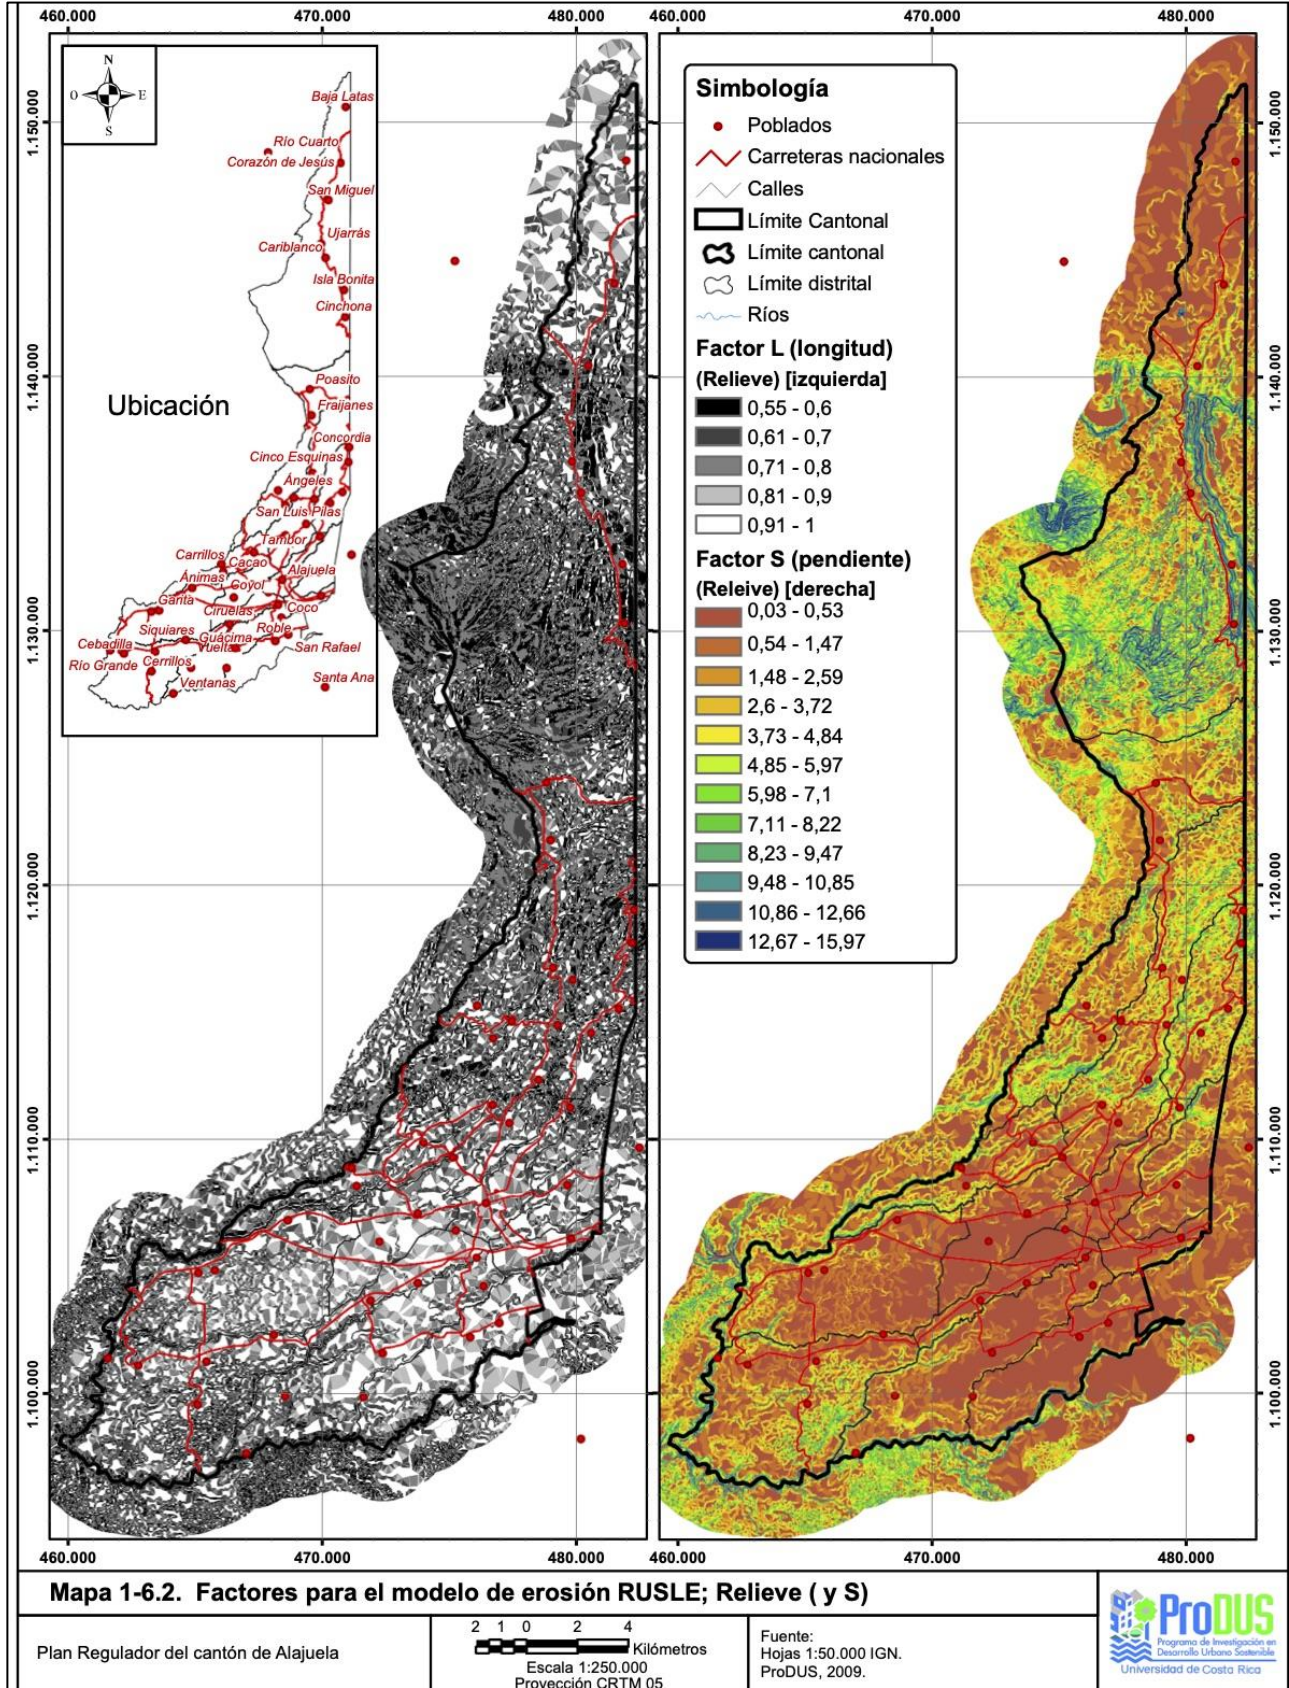 460.000 470.000 480.000 460.000 470.000 480.000
1.150.000
1.140.000
1.130.000
1.120.000
1.110.000
1.100.000
N
O E
S
Baja Latas
Río Cuarto
Corazón de Jesús
San Miguel
Ujarrás
Cariblanco
Isla Bonita
Cinchona
Ubicación
Poasito
Fraijanes
Concordia
Cinco Esquinas
Ángeles
San Luis Pilas
Tambor
Carrillos
Cacao
Alajuela
Ánimas
Coyol
Garita
Ciruelas
Coco
Siquiares
Guácima
Roble
Cebadilla
Vuelta
San Rafael
Río Grande
Cerrillos
Ventanas
Santa Ana
Simbología
Poblados
Carreteras nacionales
Calles
Límite Cantonal
Límite cantonal
Límite distrital
Ríos
Factor L (longitud)
(Relieve) [izquierda]
0,55 - 0,6
0,61 - 0,7
0,71 - 0,8
0,81 - 0,9
0,91 - 1
Factor S (pendiente)
(Releive) [derecha]
0,03 - 0,53
0,54 - 1,47
1,48 - 2,59
2,6 - 3,72
3,73 - 4,84
4,85 - 5,97
5,98 - 7,1
7,11 - 8,22
8,23 - 9,47
9,48 - 10,85
10,86 - 12,66
12,67 - 15,97
1.150.000
1.140.000
1.130.000
1.120.000
1.110.000
1.100.000
460.000 470.000 480.000 460.000 470.000 480.000
Mapa 1-6.2. Factores para el modelo de erosión RUSLE; Relieve ( y S)
Plan Regulador del cantón de Alajuela
2 1 0 2 4
Kilómetros
Escala 1:250.000
Proyección CRTM 05
Fuente:
Hojas 1:50.000 IGN.
ProDUS, 2009.
ProDUS
Programa de Investigación en
Desarrollo Urbano Sostenible
Universidad de Costa Rica